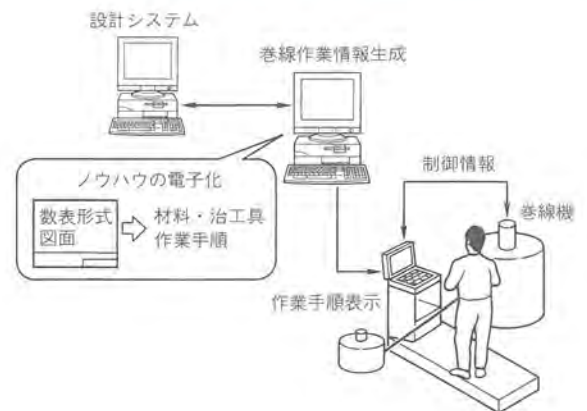 設計システム
巻線作業情報生成
ノウハウの電子化
数表形式
図面
材料・治工具
作業手順
制御情報
巻線機
作業手順表示